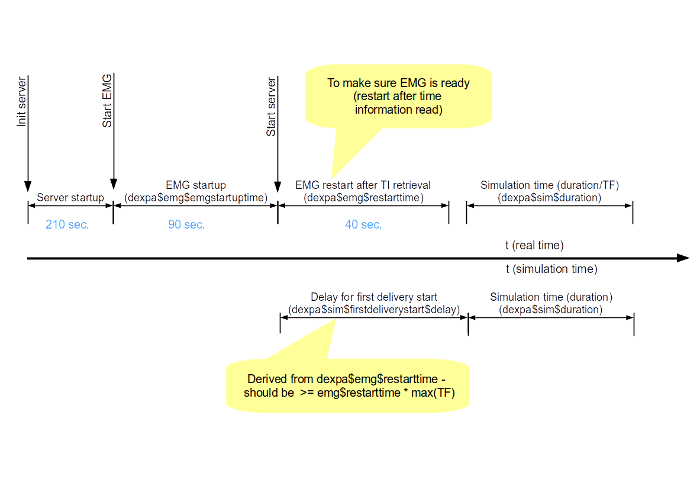 Init server
Start EMG
Start server
To make sure EMG is ready
(restart after time
information read)
Server startup
EMG startup
(dexpa$emg$emgstartuptime)
EMG restart after TI retrieval
(dexpa$emg$restarttime)
Simulation time (duration/TF)
(dexpa$sim$duration)
210 sec.
90 sec.
40 sec.
t (real time)
t (simulation time)
Delay for first delivery start
(dexpa$sim$firstdeliverystart$delay)
Simulation time (duration)
(dexpa$sim$duration)
Derived from dexpa$emg$restarttime -
should be  >= emg$restarttime * max(TF)